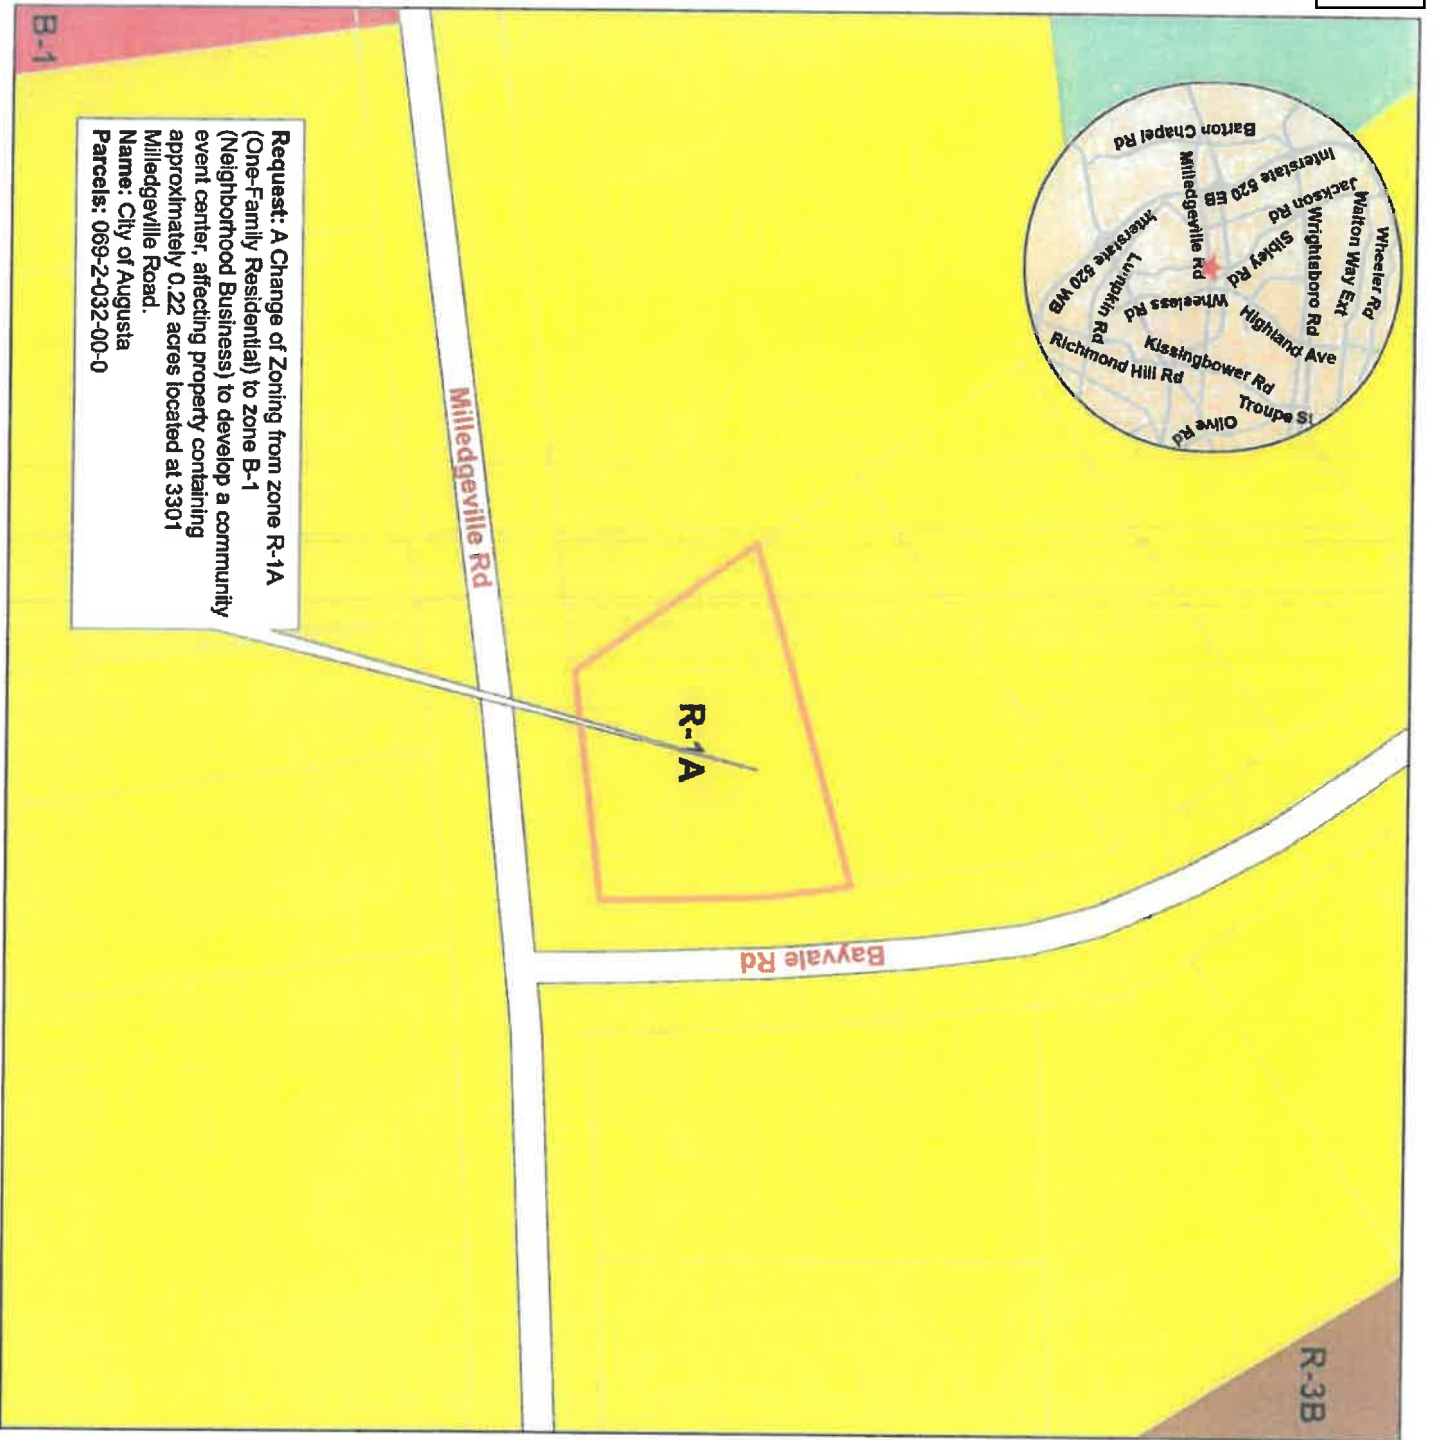 Request: A Change of Zoning from zone R-1A
(One-Family Residential) to zone B-1
(Neighborhood Business) to develop a community
event center, affecting property containing
approximately 0.22 acres located at 3301
Milledgeville Road.
Name: City of Augusta
Parcels: 069-2-032-00-0
Wheeler Rd
Walton Way Ext
Wrightsboro Rd
Jackson Rd
Interstate 520 EB
Barton Chapel Rd
Milledgeville Rd
Sibley Rd
Highland Ave
Wheeless Rd
Interstate 520 WB
Lumpkin Rd
Kissingbower Rd
Richmond Hill Rd
Troupe St
Olive Rd
R-3B
Bayvale Rd
R-1A
Milledgeville Rd
B-1